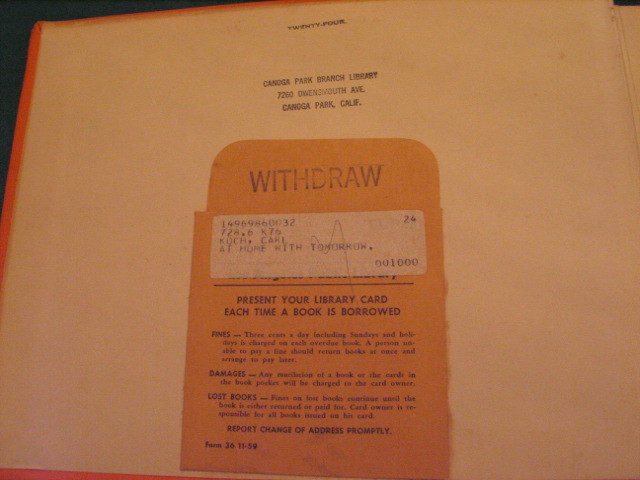 TWENTY-FOUR
CANOGA PARK BRANCH LIBRARY
7260 OWENSMOUTH AVE.
CANOGA PARK, CALIF.
WITHDRAW
14969860032 24
728.6 K76
KOCH, CARL
AT HOME WITH TOMORROW.
001000
PRESENT YOUR LIBRARY CARD
EACH TIME A BOOK IS BORROWED
FINES — Three cents a day including Sundays and holi-
days is charged on each overdue book. A person un-
able to pay a fine should return books at once and
arrange to pay later.
DAMAGES — Any mutilation of a book or the cards in
the book pocket will be charged to the card owner.
LOST BOOKS — Fines on lost books continue until the
book is either returned or paid for. Card owner is re-
sponsible for all books issued on his card.
REPORT CHANGE OF ADDRESS PROMPTLY.
Form 36 11-59